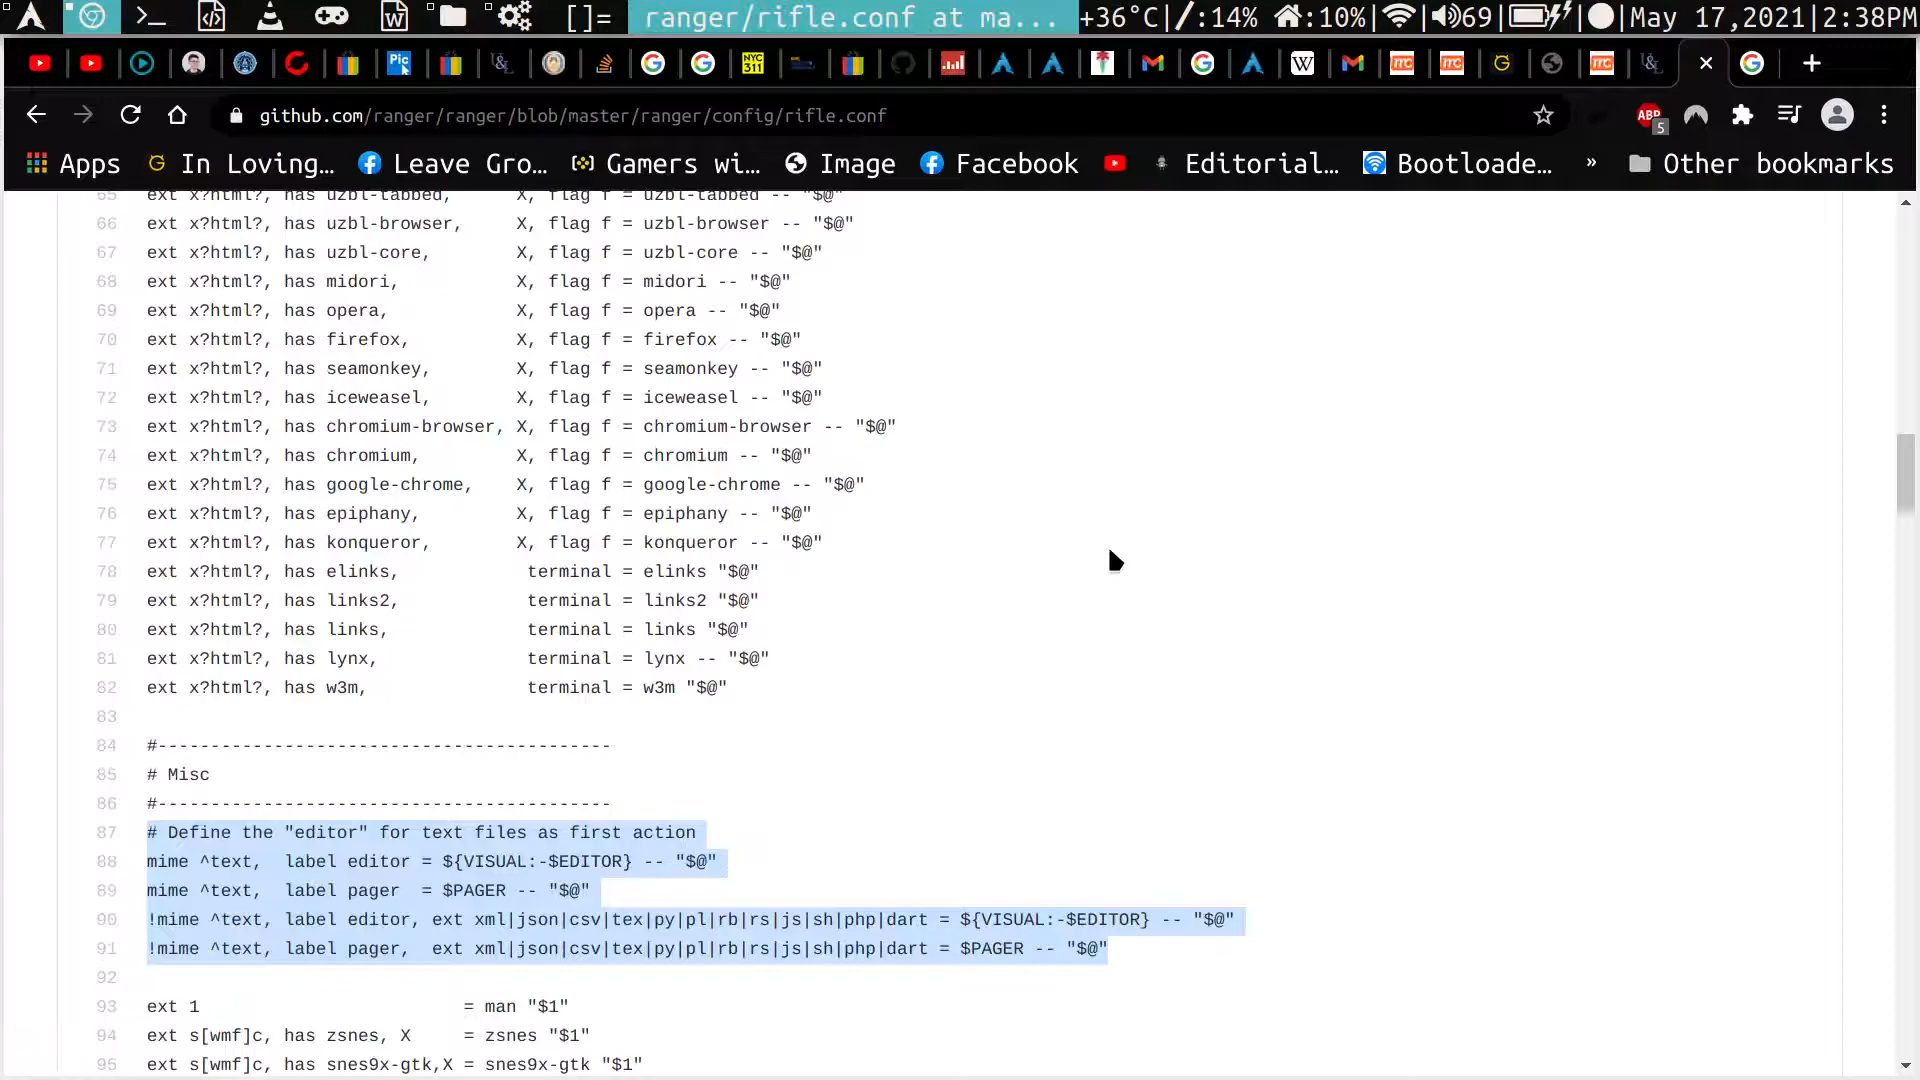 []= ranger/rifle.conf at ma... +36°C|/:14% :10%| |69| | |May 17,2021|2:38PM
github.com/ranger/ranger/blob/master/ranger/config/rifle.conf
Apps In Loving... Leave Gro... Gamers wi... Image Facebook Editorial... Bootloade... » Other bookmarks
65 ext x?html?, has uzbl-tabbed, X, flag f = uzbl-tabbed -- "$@"
66 ext x?html?, has uzbl-browser, X, flag f = uzbl-browser -- "$@"
67 ext x?html?, has uzbl-core, X, flag f = uzbl-core -- "$@"
68 ext x?html?, has midori, X, flag f = midori -- "$@"
69 ext x?html?, has opera, X, flag f = opera -- "$@"
70 ext x?html?, has firefox, X, flag f = firefox -- "$@"
71 ext x?html?, has seamonkey, X, flag f = seamonkey -- "$@"
72 ext x?html?, has iceweasel, X, flag f = iceweasel -- "$@"
73 ext x?html?, has chromium-browser, X, flag f = chromium-browser -- "$@"
74 ext x?html?, has chromium, X, flag f = chromium -- "$@"
75 ext x?html?, has google-chrome, X, flag f = google-chrome -- "$@"
76 ext x?html?, has epiphany, X, flag f = epiphany -- "$@"
77 ext x?html?, has konqueror, X, flag f = konqueror -- "$@"
78 ext x?html?, has elinks, terminal = elinks "$@"
79 ext x?html?, has links2, terminal = links2 "$@"
80 ext x?html?, has links, terminal = links "$@"
81 ext x?html?, has lynx, terminal = lynx -- "$@"
82 ext x?html?, has w3m, terminal = w3m "$@"
83
84 #-------------------------------------------
85 # Misc
86 #-------------------------------------------
87 # Define the "editor" for text files as first action
88 mime ^text, label editor = ${VISUAL:-$EDITOR} -- "$@"
89 mime ^text, label pager = $PAGER -- "$@"
90 !mime ^text, label editor, ext xml|json|csv|tex|py|pl|rb|rs|js|sh|php|dart = ${VISUAL:-$EDITOR} -- "$@"
91 !mime ^text, label pager, ext xml|json|csv|tex|py|pl|rb|rs|js|sh|php|dart = $PAGER -- "$@"
92
93 ext 1 = man "$1"
94 ext s[wmf]c, has zsnes, X = zsnes "$1"
95 ext s[wmf]c, has snes9x-gtk,X = snes9x-gtk "$1"